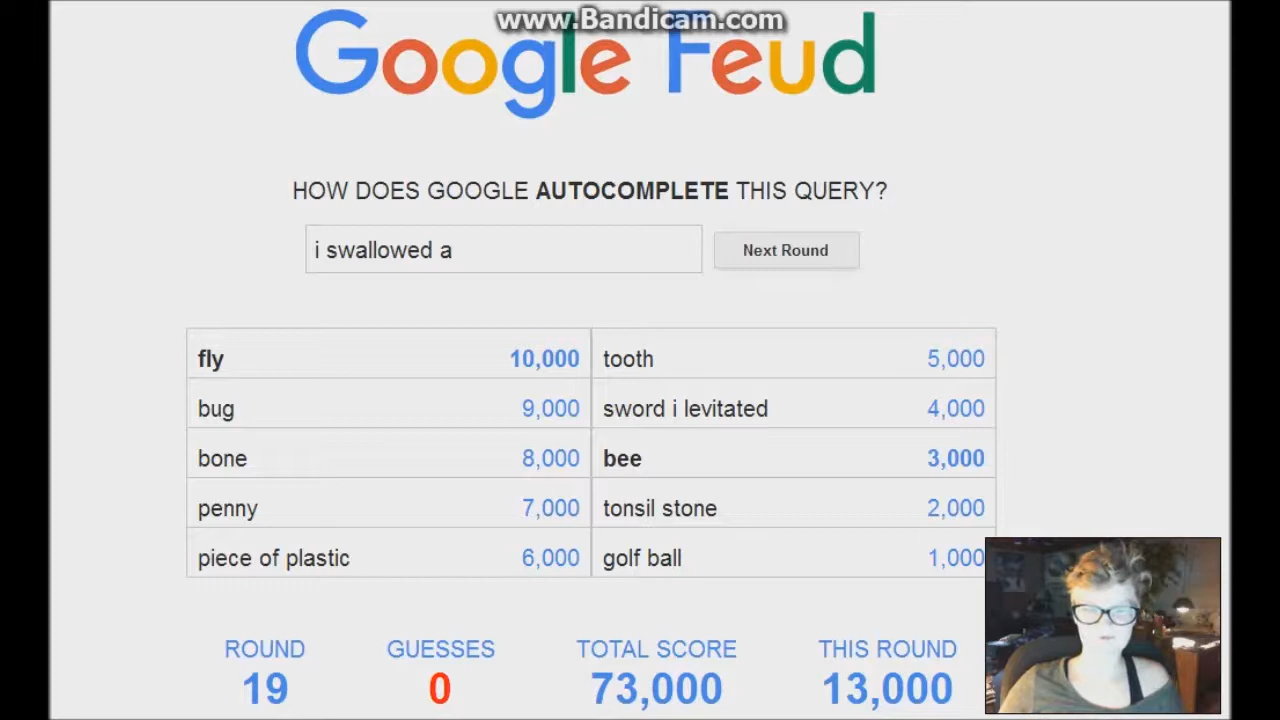 www.Bandicam.com
Google Feud
HOW DOES GOOGLE AUTOCOMPLETE THIS QUERY?
i swallowed a
Next Round
fly 10,000 tooth 5,000
bug 9,000 sword i levitated 4,000
bone 8,000 bee 3,000
penny 7,000 tonsil stone 2,000
piece of plastic 6,000 golf ball 1,000
ROUND GUESSES TOTAL SCORE THIS ROUND
19 0 73,000 13,000